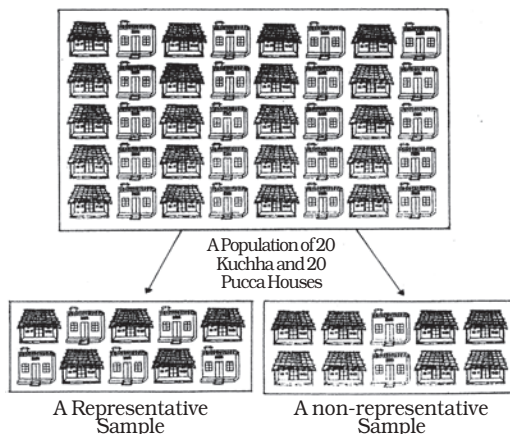 A Population of 20
Kuchha and 20
Pucca Houses
A Representative
Sample
A non-representative
Sample